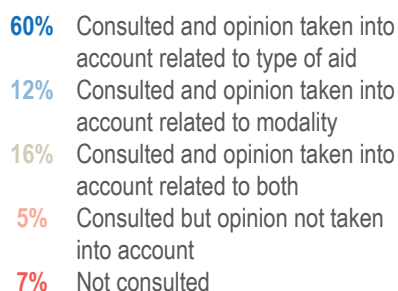 60% Consulted and opinion taken into
account related to type of aid
12% Consulted and opinion taken into
account related to modality
16% Consulted and opinion taken into
account related to both
5% Consulted but opinion not taken
into account
7% Not consulted